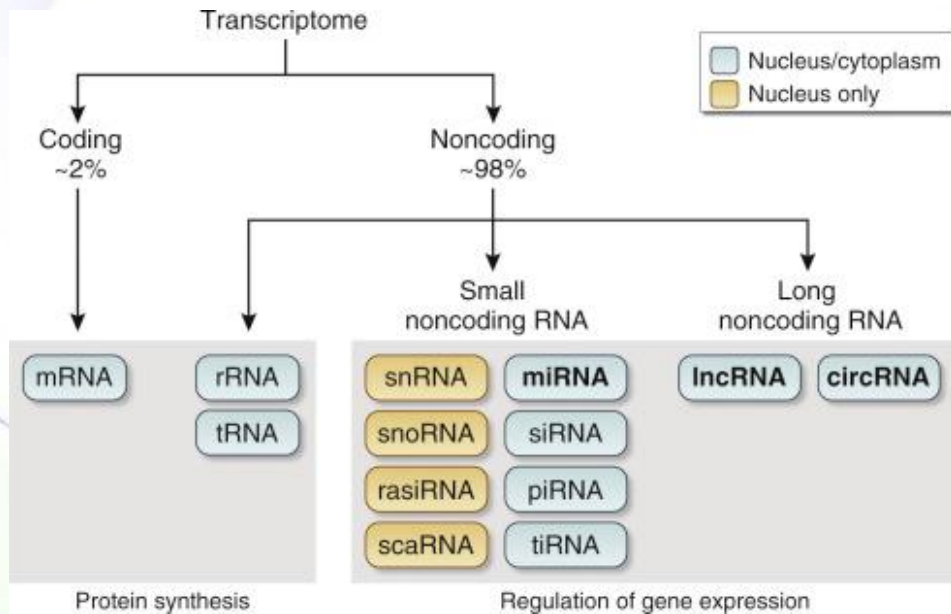 Transcriptome
Nucleus/cytoplasm
Nucleus only
Coding
~2%
Noncoding
~98%
Small
noncoding RNA
Long
noncoding RNA
mRNA
rRNA
tRNA
snRNA
miRNA
snoRNA
siRNA
rasiRNA
piRNA
scaRNA
tiRNA
lncRNA
circRNA
Protein synthesis
Regulation of gene expression